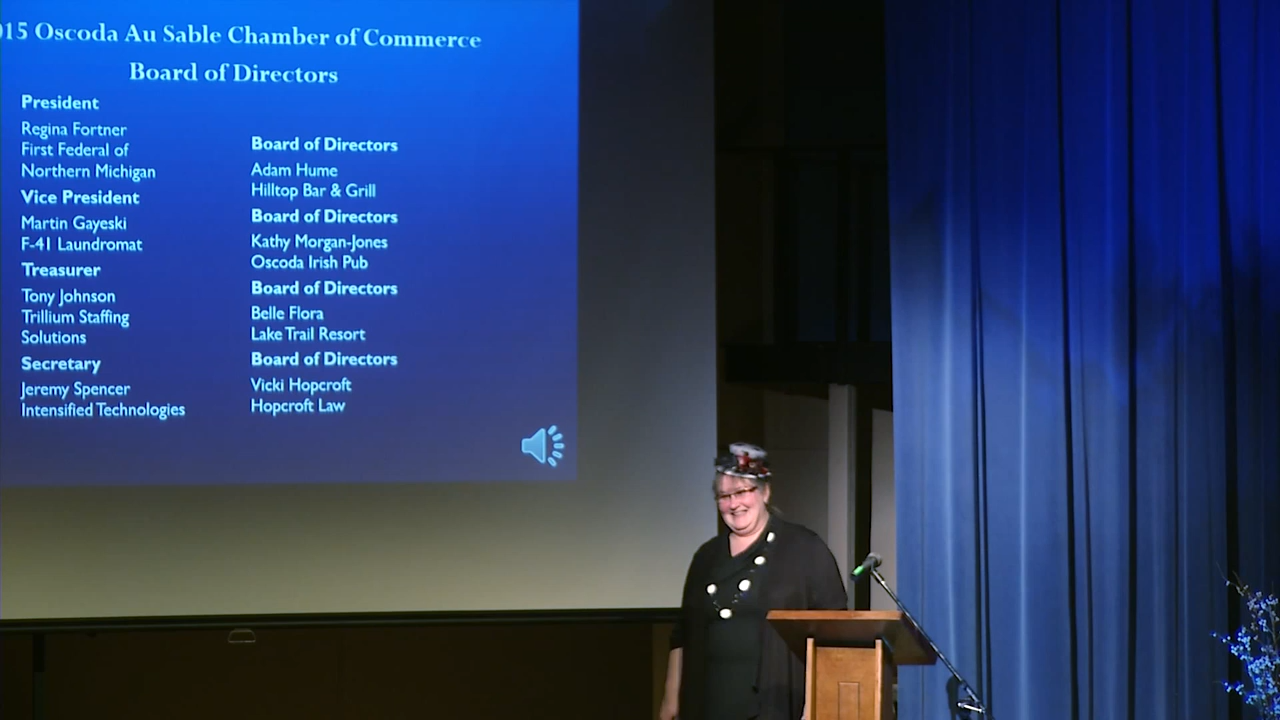 015 Oscoda Au Sable Chamber of Commerce
Board of Directors
President
Regina Fortner
First Federal of
Northern Michigan
Vice President
Martin Gayeski
F-41 Laundromat
Treasurer
Tony Johnson
Trillium Staffing
Solutions
Secretary
Jeremy Spencer
Intensified Technologies
Board of Directors
Adam Hume
Hilltop Bar & Grill
Board of Directors
Kathy Morgan-Jones
Oscoda Irish Pub
Board of Directors
Belle Flora
Lake Trail Resort
Board of Directors
Vicki Hopcroft
Hopcroft Law